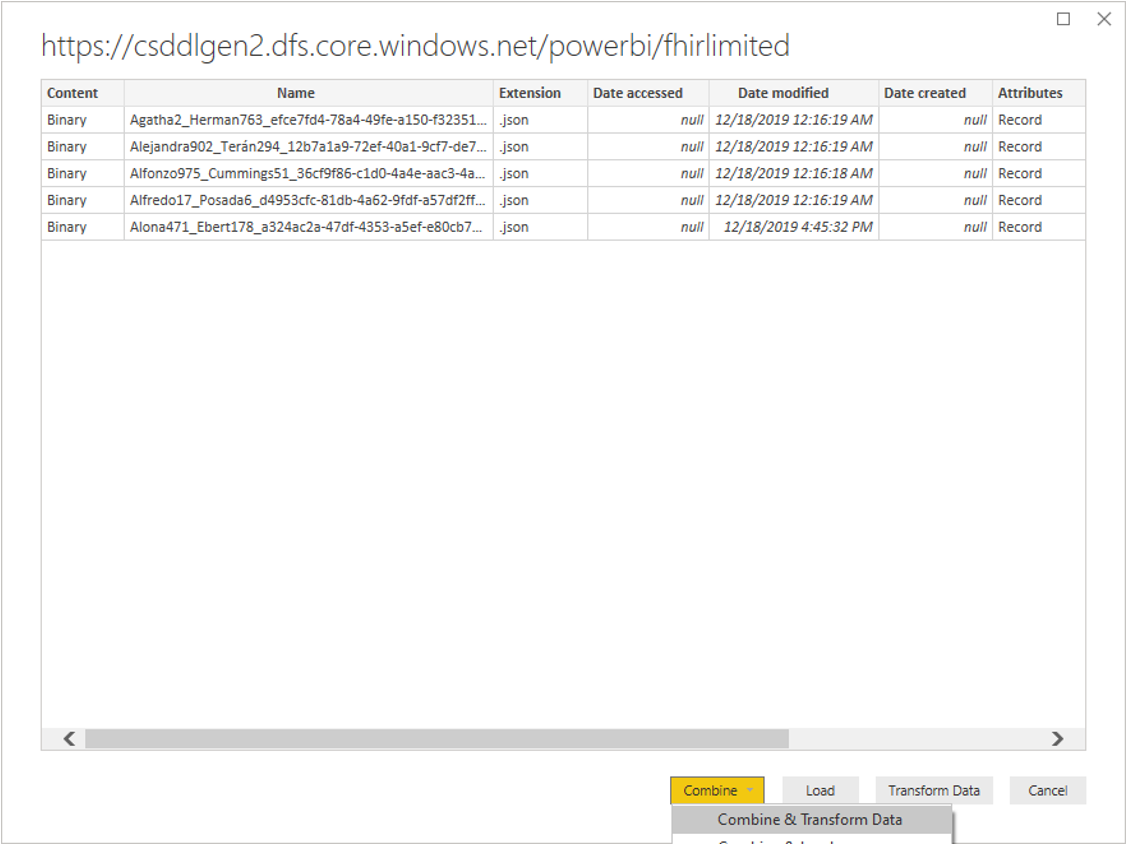 https://csddlgen2.dfs.core.windows.net/powerbi/fhirlimited
Content Name Extension Date accessed Date modified Date created Attributes
Binary Agatha2_Herman763_efce7fd4-78a4-49fe-a150-f32351... .json null 12/18/2019 12:16:19 AM null Record
Binary Alejandra902_Terán294_12b7a1a9-72ef-40a1-9cf7-de7... .json null 12/18/2019 12:16:19 AM null Record
Binary Alfonzo975_Cummings51_36cf9f86-c1d0-4a4e-aac3-4a... .json null 12/18/2019 12:16:18 AM null Record
Binary Alfredo17_Posada6_d4953cfc-81db-4a62-9fdf-a57df2ff... .json null 12/18/2019 12:16:19 AM null Record
Binary Alona471_Ebert178_a324ac2a-47df-4353-a5ef-e80cb7... .json null 12/18/2019 4:45:32 PM null Record
Combine Load Transform Data Cancel
Combine & Transform Data